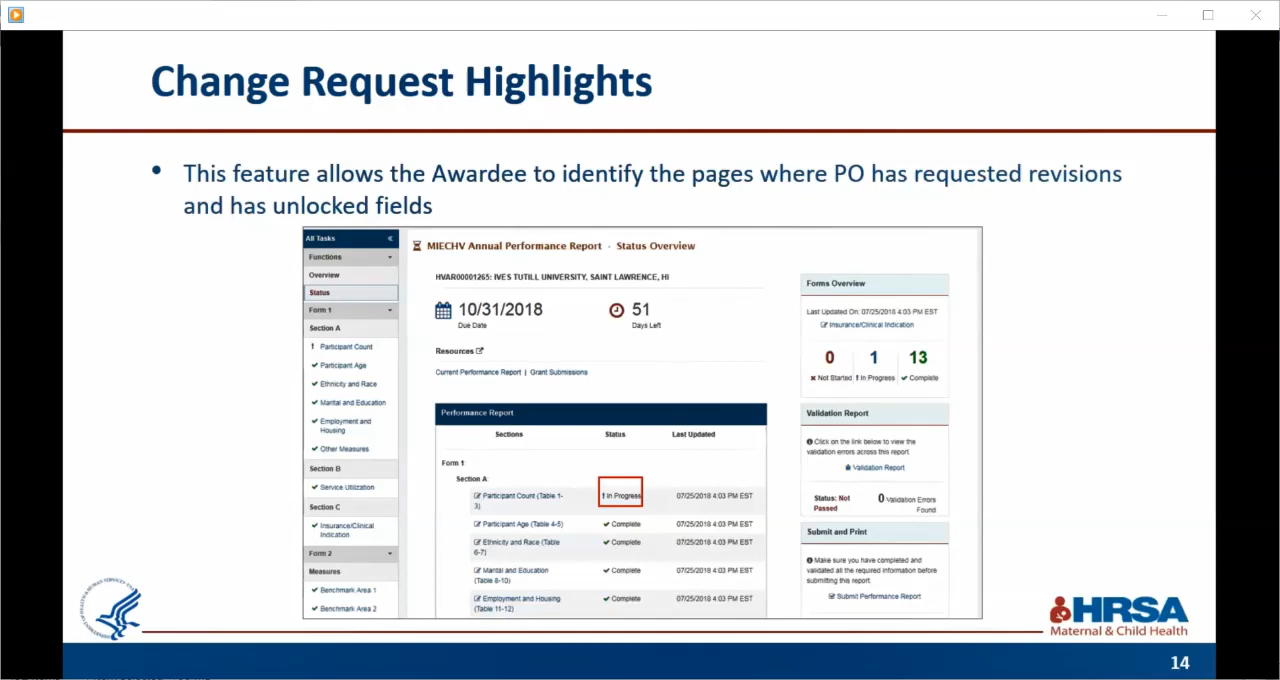 Change Request Highlights
• This feature allows the Awardee to identify the pages where PO has requested revisions
and has unlocked fields
All Tasks «
Functions
Overview
Status
Form 1
Section A
! Participant Count
Participant Age
Ethnicity and Race
Marital and Education
Employment and
Housing
Other Measures
Section B
Service Utilization
Section C
Insurance/Clinical
Indication
Form 2
Measures
Benchmark Area 1
Benchmark Area 2
MIECHV Annual Performance Report - Status Overview
HVAR00001265: IVES TUTILL UNIVERSITY, SAINT LAWRENCE, HI
10/31/2018
Due Date
51
Days Left
Resources
Current Performance Report | Grant Submissions
Performance Report
Sections Status Last Updated
Form 1
Section A
Participant Count (Table 1-
3) ! In Progress 07/25/2018 4:03 PM EST
Participant Age (Table 4-5) Complete 07/25/2018 4:03 PM EST
Ethnicity and Race (Table
6-7) Complete 07/25/2018 4:03 PM EST
Marital and Education
(Table 8-10) Complete 07/25/2018 4:03 PM EST
Employment and Housing
(Table 11-12) Complete 07/25/2018 4:03 PM EST
Forms Overview
Last Updated On: 07/25/2018 4:03 PM EST
Insurance/Clinical Indication
0 1 13
Not Started ! In Progress Complete
Validation Report
Click on the link below to view the
validation errors across this report
Validation Report
Status: Not
Passed
0 Validation Errors
Found
Submit and Print
Make sure you have completed and
validated all the required information before
submitting this report
Submit Performance Report
HRSA
Maternal & Child Health
14